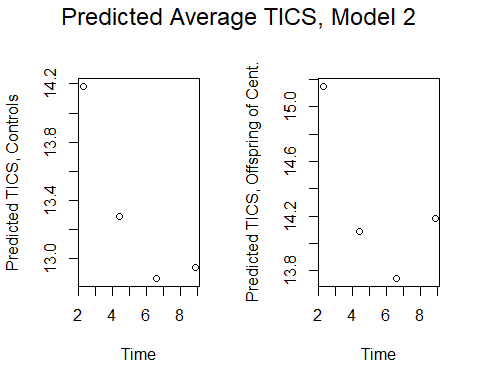 Predicted Average TICS, Model 2
Predicted TICS, Controls
14.2
13.8
13.4
13.0
2 4 6 8
Time
Predicted TICS, Offspring of Cent.
15.0
14.6
14.2
13.8
2 4 6 8
Time